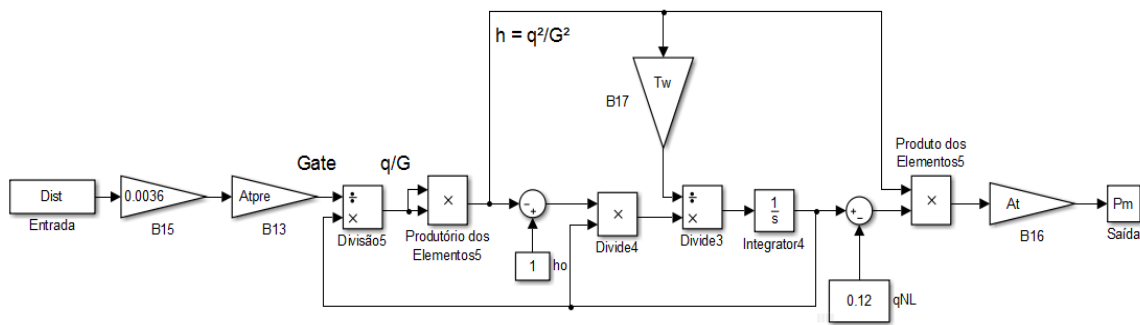 h = q²/G²
Tw
B17
Gate
q/G
Produto dos
Elementos5
Dist
Entrada
0.0036
B15
Atpre
B13
÷
×
Divisão5
×
Produtório dos
Elementos5
1
ho
×
Divide4
÷
×
Divide3
1
s
Integrator4
0.12
qNL
×
At
B16
Pm
Saída